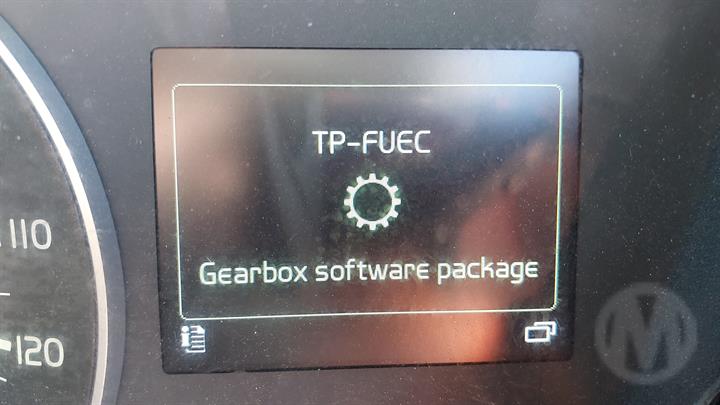 TP-FUEC
Gearbox software package
110
120
i
M